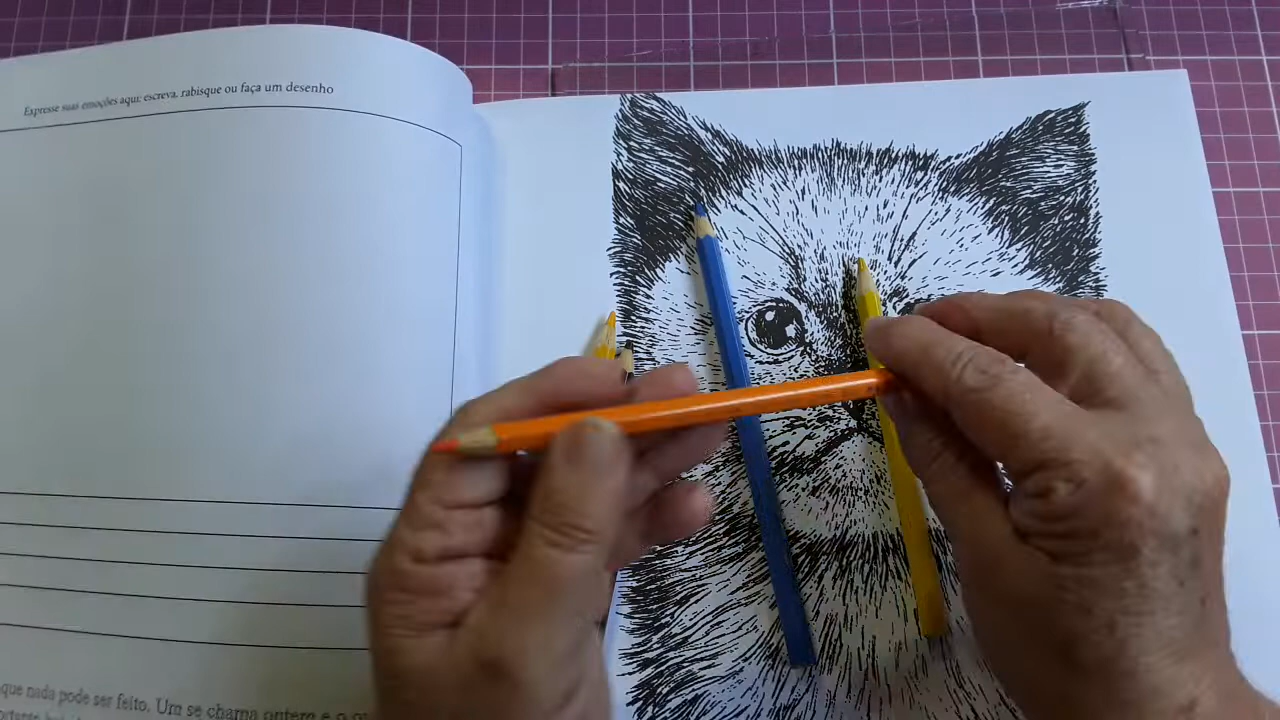 Expresse suas emoções aqui: escreva, rabisque ou faça um desenho
que nada pode ser feito. Um se chama ontem e o